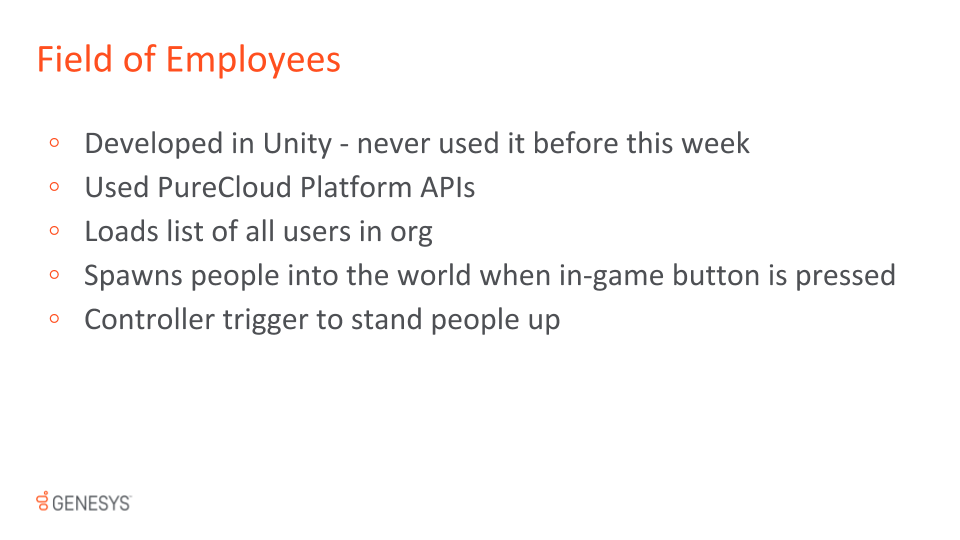 Field of Employees
◦ Developed in Unity - never used it before this week
◦ Used PureCloud Platform APIs
◦ Loads list of all users in org
◦ Spawns people into the world when in-game button is pressed
◦ Controller trigger to stand people up
GENESYS